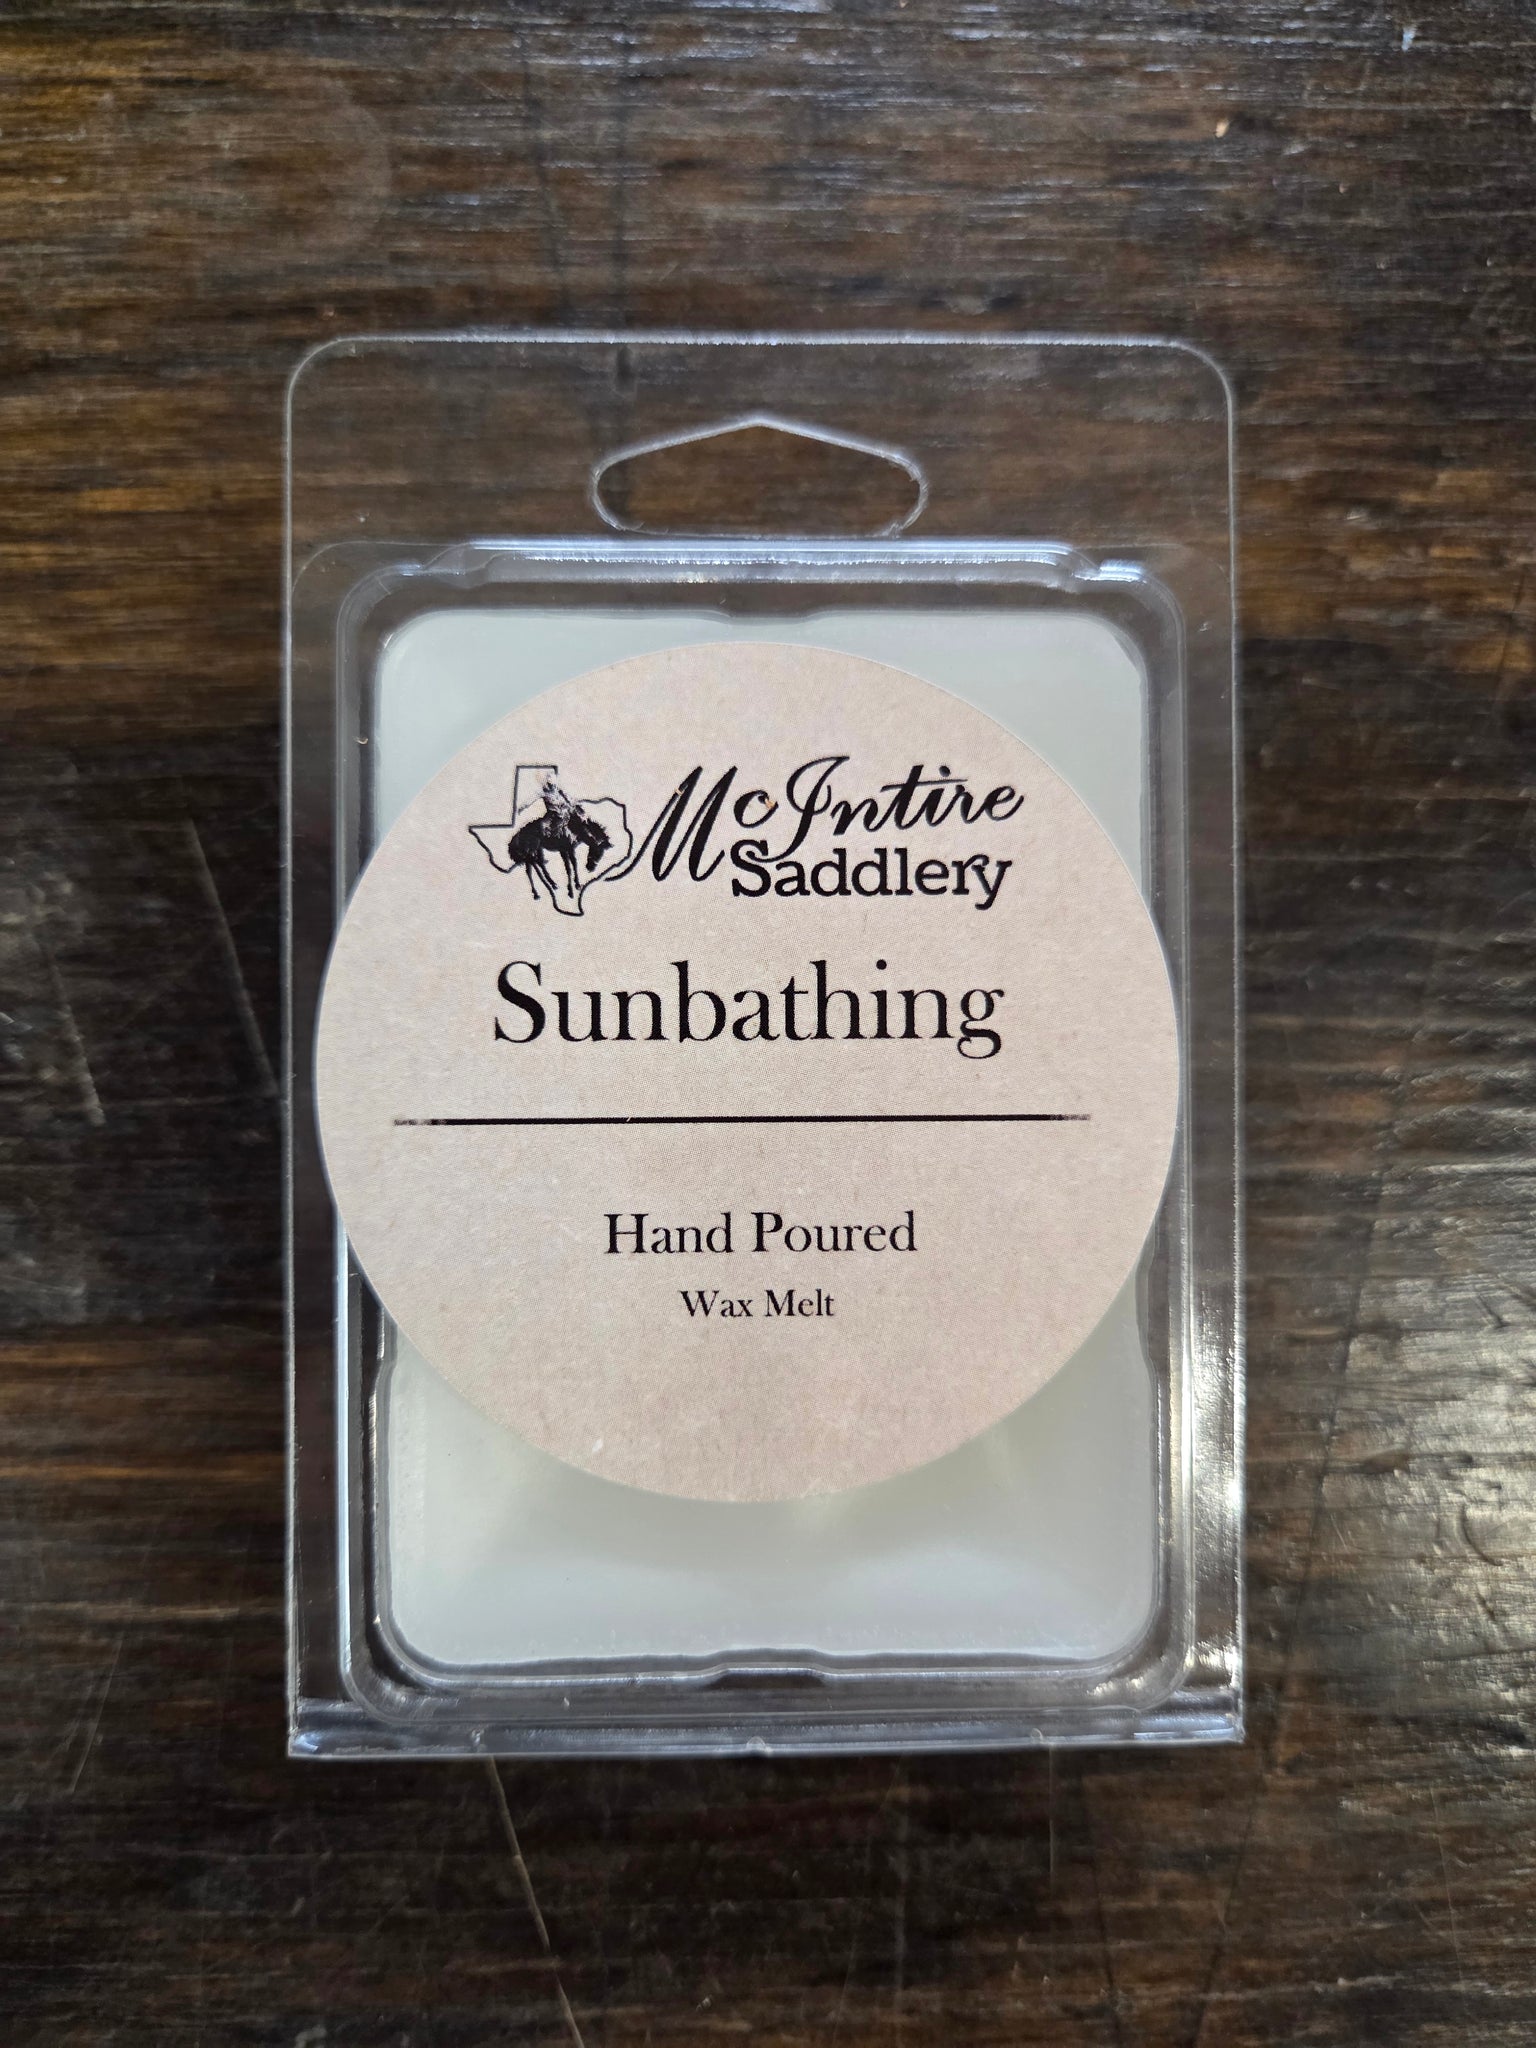 McIntire
Saddlery
Sunbathing
Hand Poured
Wax Melt